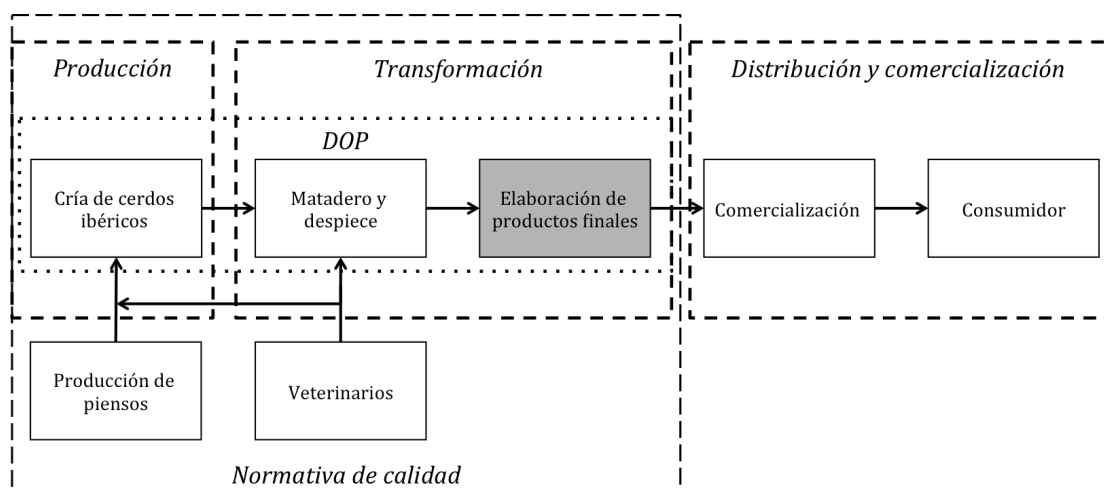 Producción
Transformación
Distribución y comercialización
DOP
Cría de cerdos
ibéricos
Matadero y
despiece
Elaboración de
productos finales
Comercialización
Consumidor
Producción de
piensos
Veterinarios
Normativa de calidad